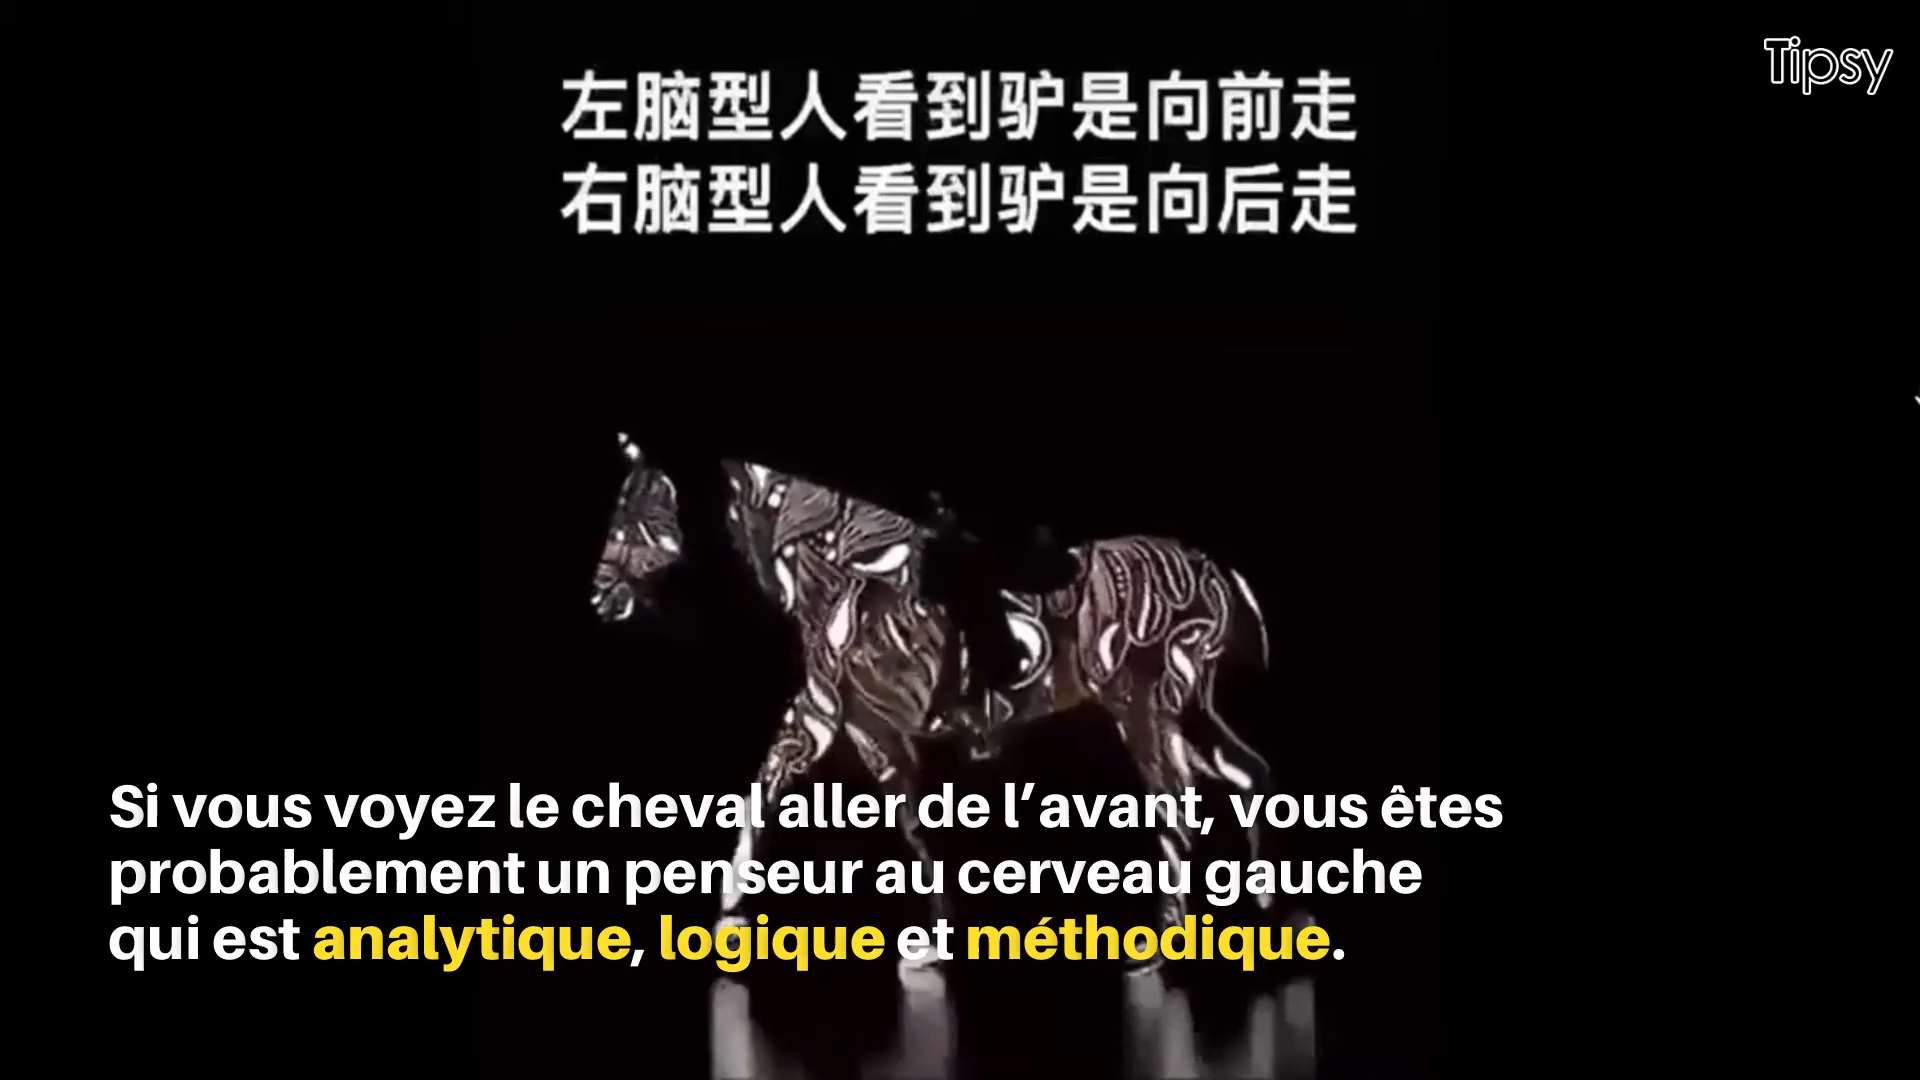 Tipsy
左脑型人看到驴是向前走
右脑型人看到驴是向后走
Si vous voyez le cheval aller de l’avant, vous êtes
probablement un penseur au cerveau gauche
qui est analytique, logique et méthodique.